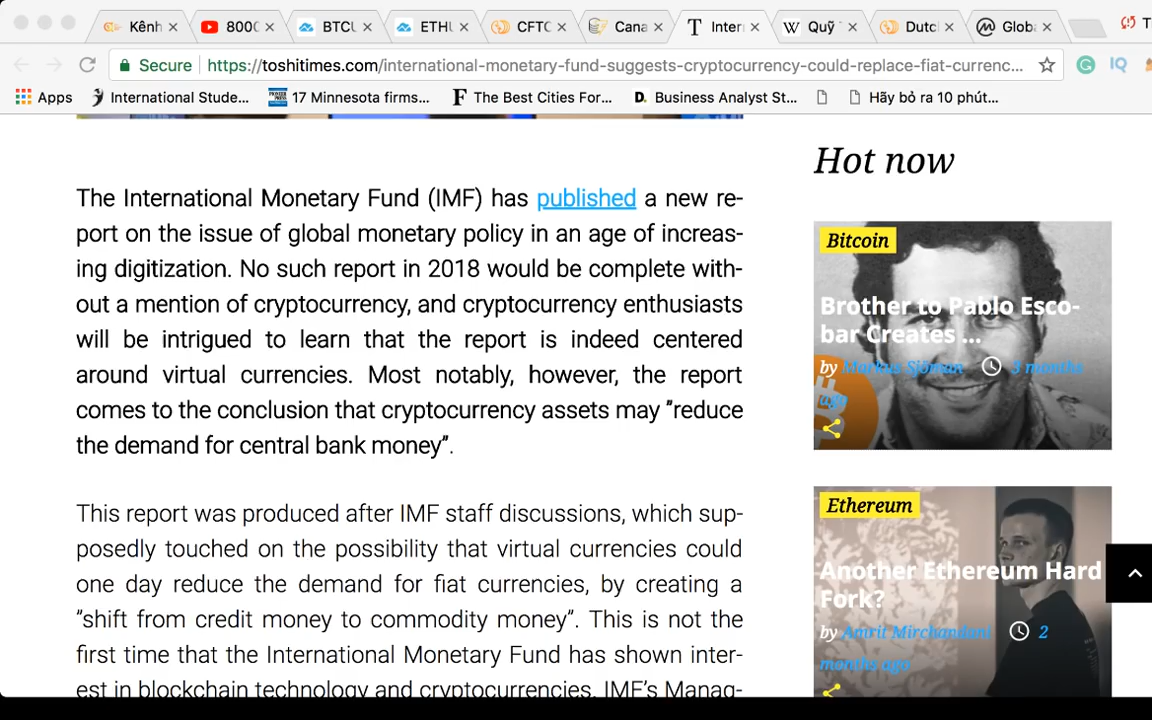 Kênh
800(
BTCU
ETHU
CFTC
Cana
Inter
Quỹ
Dutch
Globa
Secure https://toshitimes.com/international-monetary-fund-suggests-cryptocurrency-could-replace-fiat-currenc...
Apps International Stude... 17 Minnesota firms... The Best Cities For... Business Analyst St... Hãy bỏ ra 10 phút...
Hot now
The International Monetary Fund (IMF) has published a new re-
port on the issue of global monetary policy in an age of increas-
ing digitization. No such report in 2018 would be complete with-
out a mention of cryptocurrency, and cryptocurrency enthusiasts
will be intrigued to learn that the report is indeed centered
around virtual currencies. Most notably, however, the report
comes to the conclusion that cryptocurrency assets may ”reduce
the demand for central bank money”.
This report was produced after IMF staff discussions, which sup-
posedly touched on the possibility that virtual currencies could
one day reduce the demand for fiat currencies, by creating a
”shift from credit money to commodity money”. This is not the
first time that the International Monetary Fund has shown inter-
est in blockchain technology and cryptocurrencies. IMF’s Manag-
Bitcoin
Brother to Pablo Esco-
bar Creates ...
by Markus Sjöman 3 months
ago
Ethereum
Another Ethereum Hard
Fork?
by Amrit Mirchandani 2
months ago